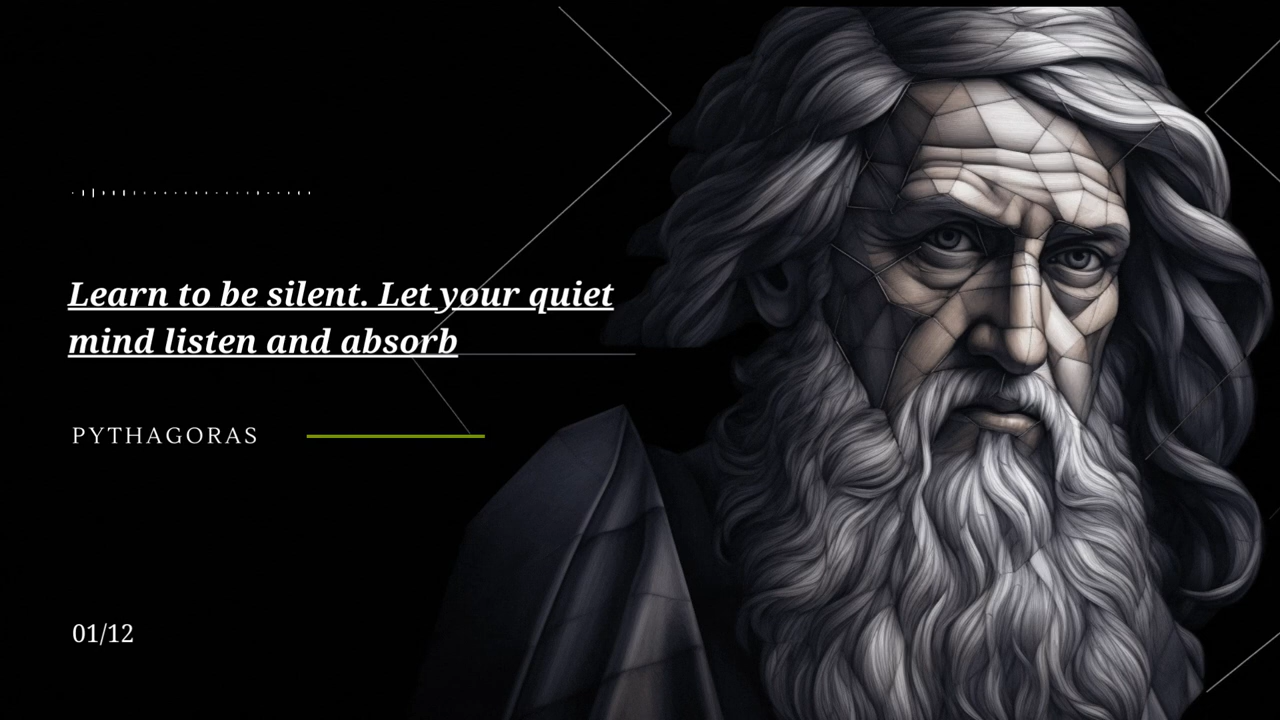 Learn to be silent. Let your quiet
mind listen and absorb
PYTHAGORAS
01/12